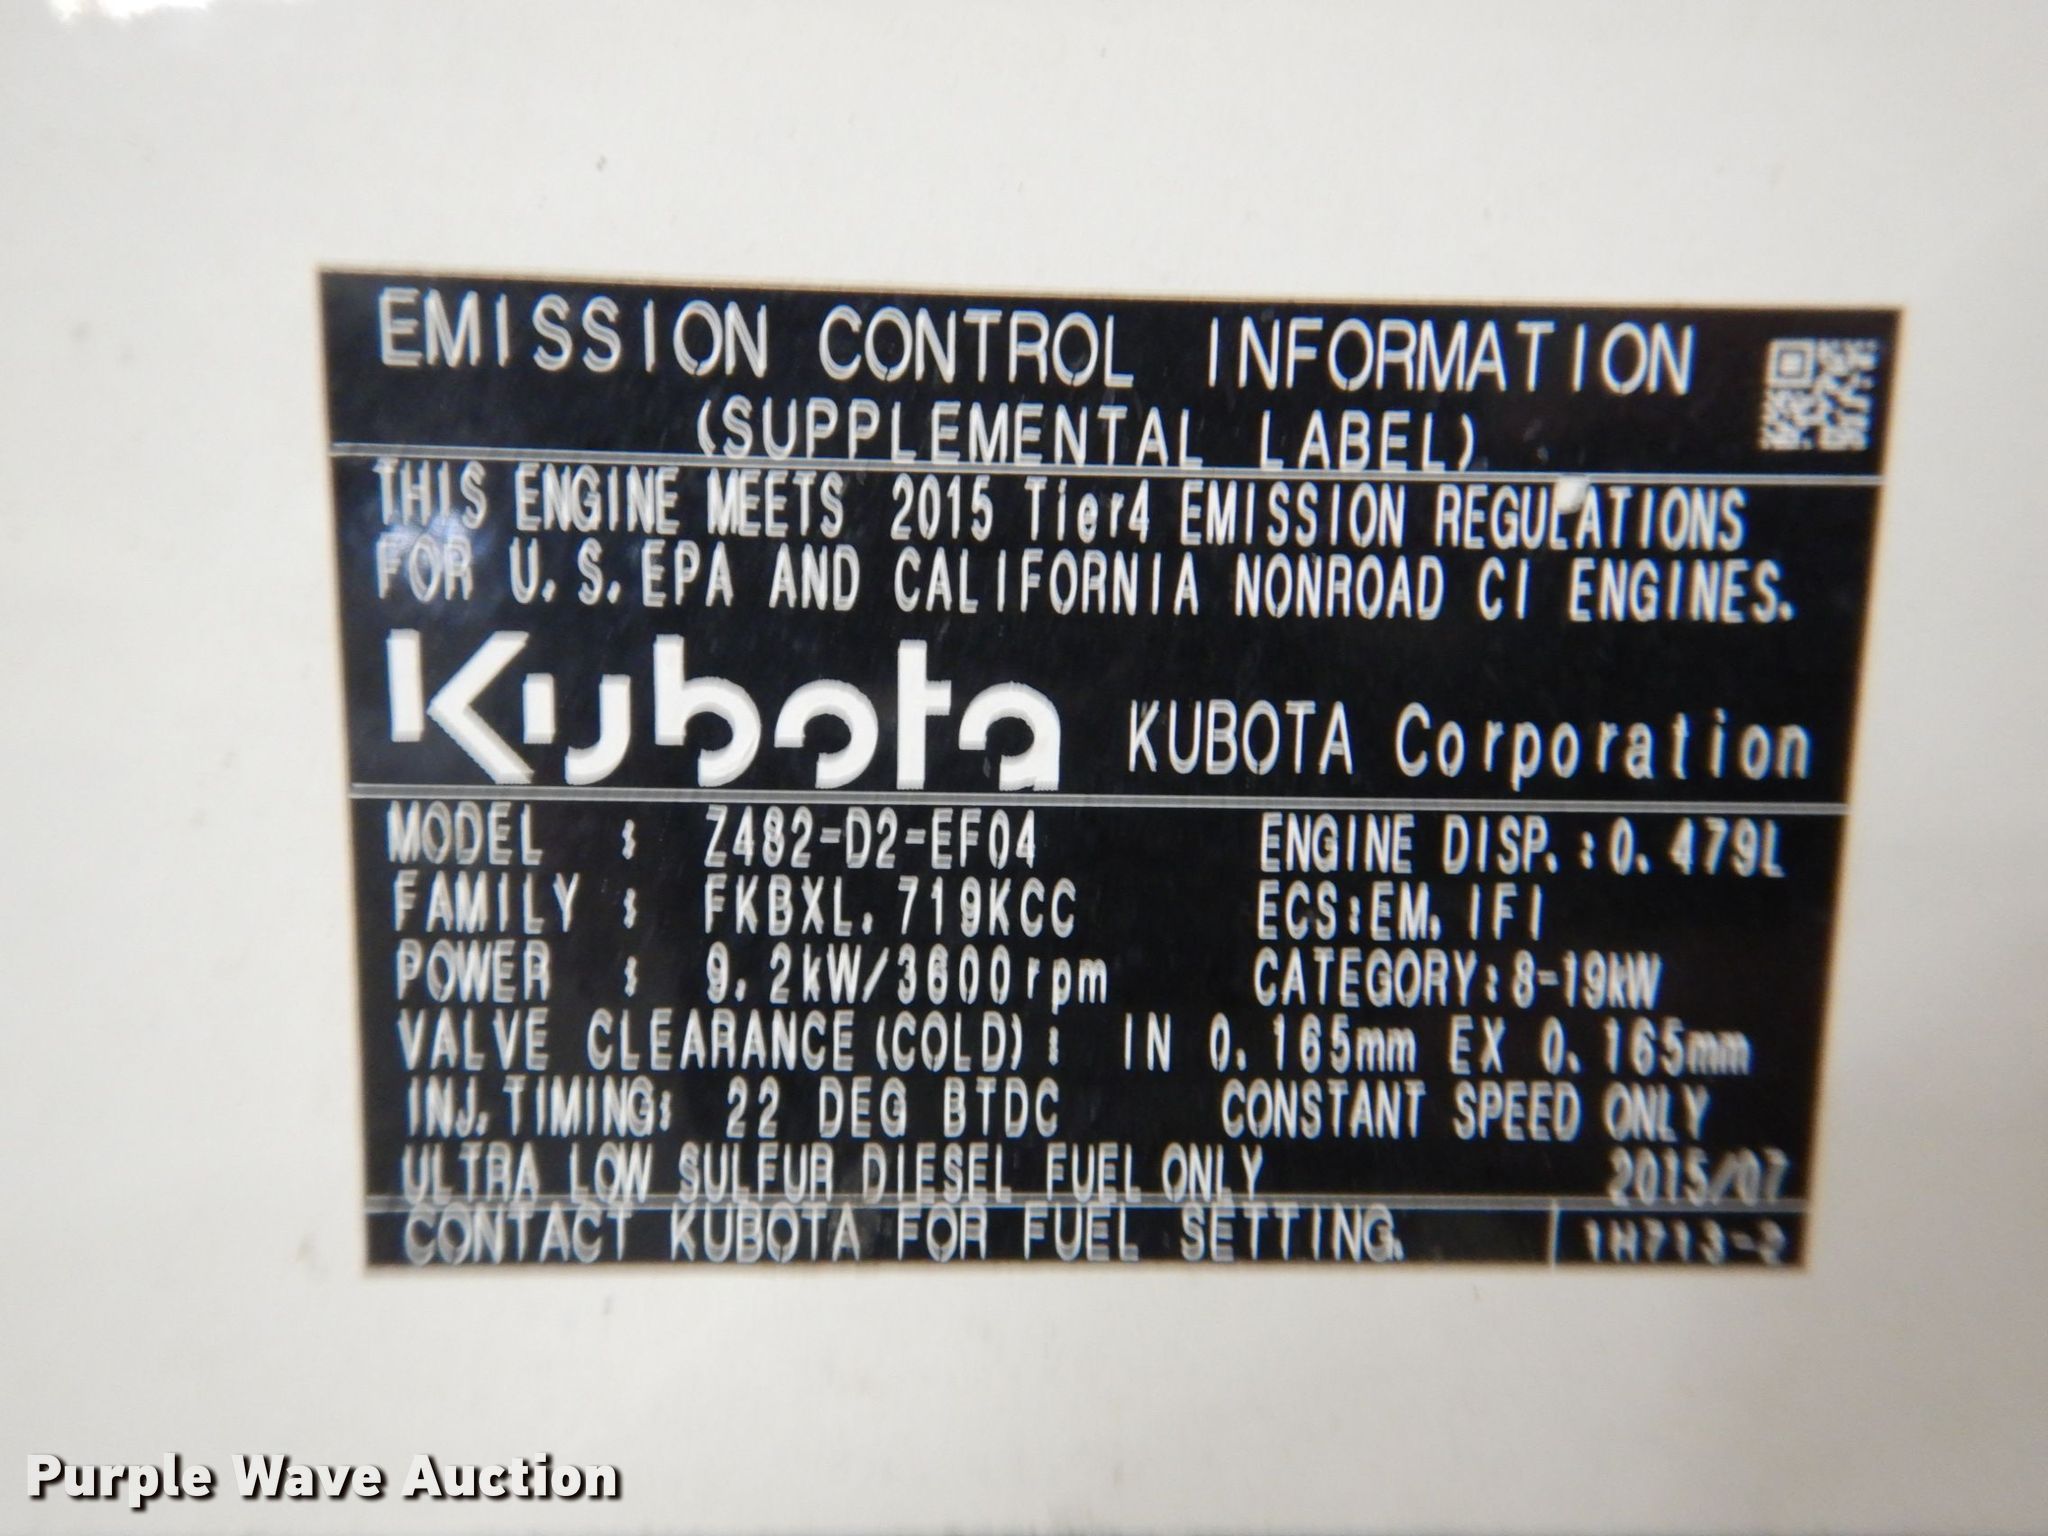 EMISSION CONTROL INFORMATION
(SUPPLEMENTAL LABEL)
THIS ENGINE MEETS 2015 Tier4 EMISSION REGULATIONS
FOR U.S.EPA AND CALIFORNIA NONROAD CI ENGINES.
Kubota KUBOTA Corporation
MODEL : Z482-D2-EF04 ENGINE DISP.:0.479L
FAMILY : FKBXL.719KCC ECS:EM, IFI
POWER : 9.2kW/3600rpm CATEGORY:8-19kW
VALVE CLEARANCE(COLD): IN 0.165mm EX 0.165mm
INJ.TIMING: 22 DEG BTDC CONSTANT SPEED ONLY
ULTRA LOW SULFUR DIESEL FUEL ONLY 2015/07
CONTACT KUBOTA FOR FUEL SETTING. 1H713-2
Purple Wave Auction